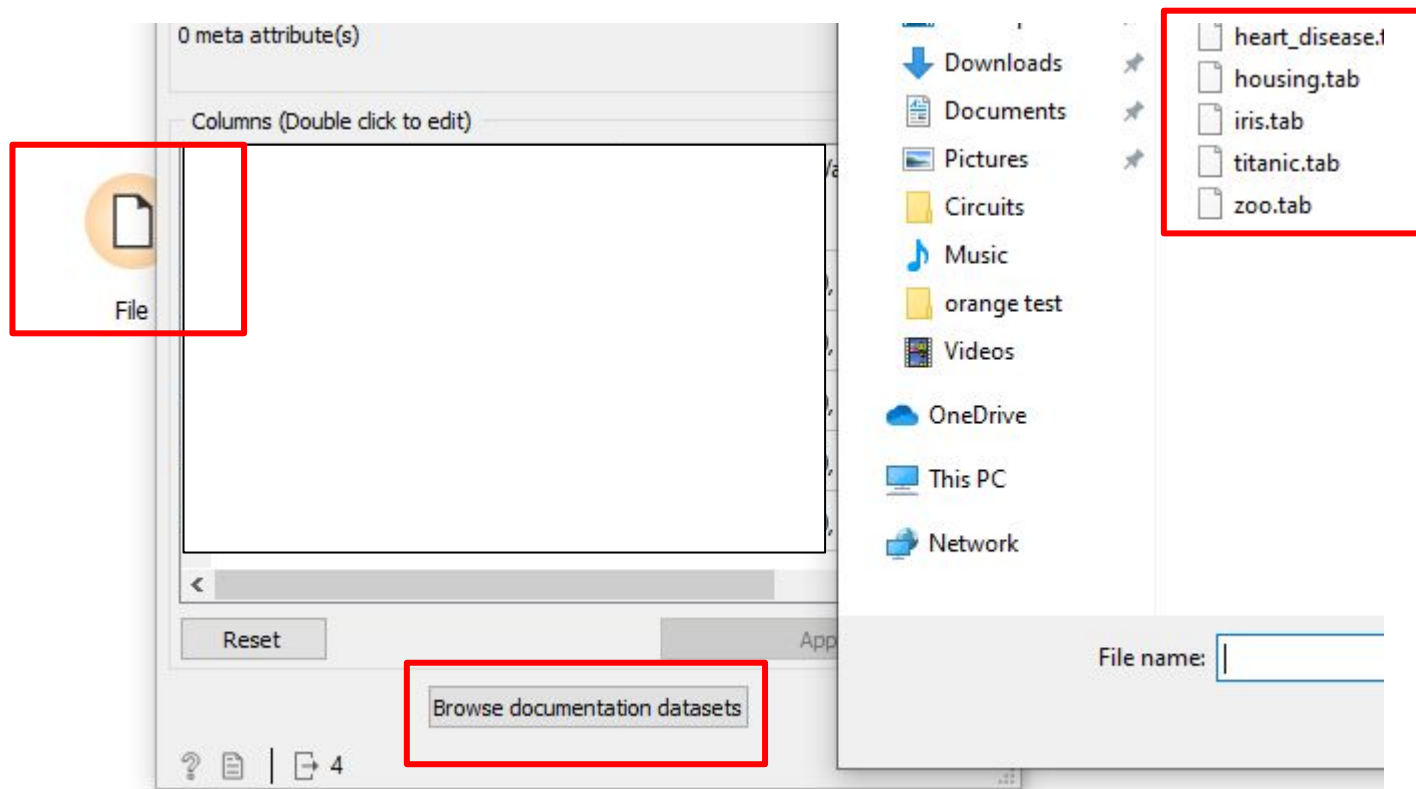 0 meta attribute(s)
Columns (Double click to edit)
File
Reset
Browse documentation datasets
4
Downloads
Documents
Pictures
Circuits
Music
orange test
Videos
OneDrive
This PC
Network
heart_disease.t
housing.tab
iris.tab
titanic.tab
zoo.tab
File name: